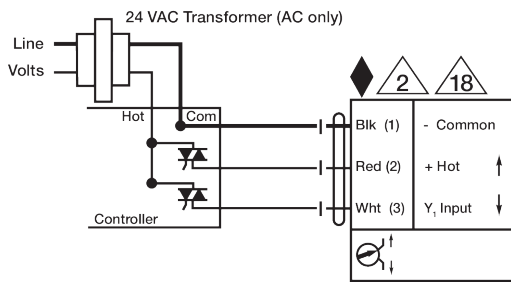 24 VAC Transformer (AC only)
Line
Volts
2
18
Hot
Com
Blk (1)
- Common
Red (2)
+ Hot
Wht (3)
Y₁ Input
Controller